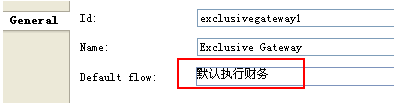 General
Id: exclusivegateway1
Name: Exclusive Gateway
Default flow: 默认执行财务